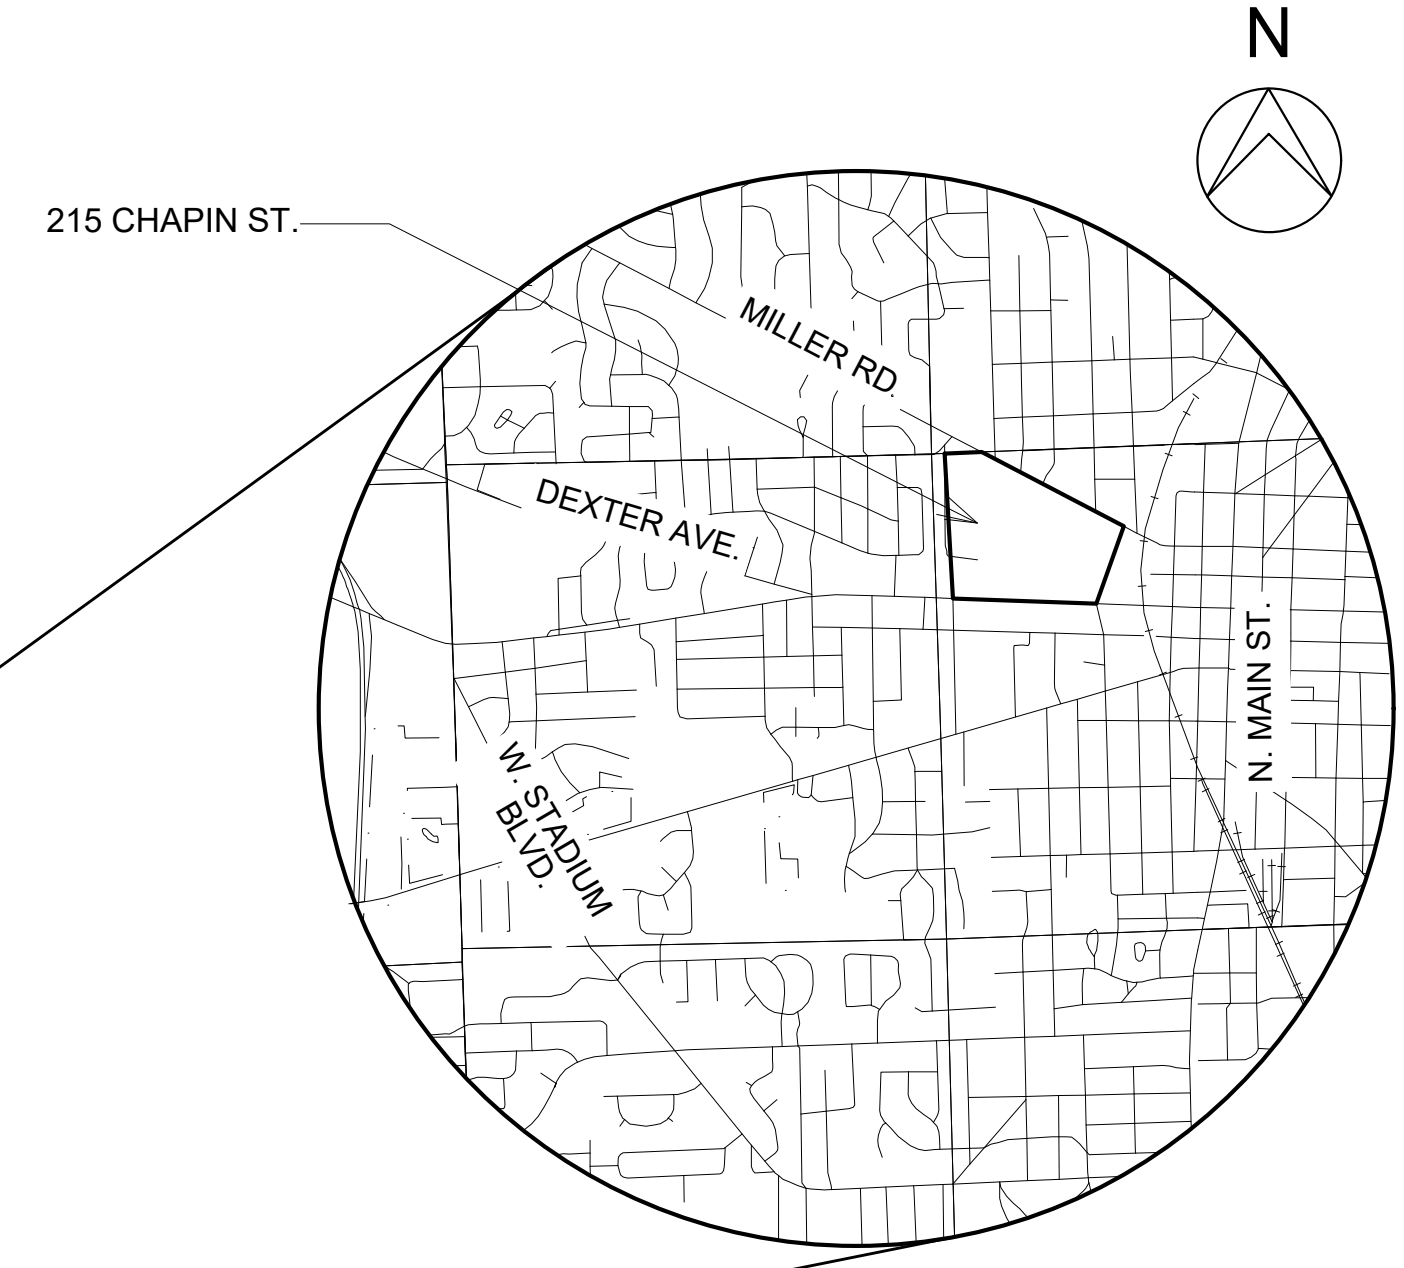 N
215 CHAPIN ST.
MILLER RD.
DEXTER AVE.
N. MAIN ST.
W. STADIUM
BLVD.